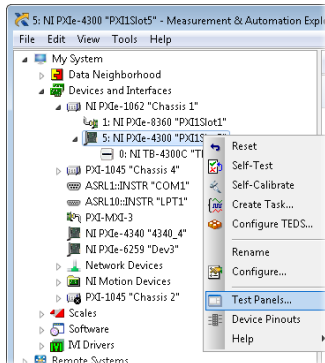 5: NI PXIe-4300 "PXI1Slot5" - Measurement & Automation Expl
File Edit View Tools Help
My System
Data Neighborhood
Devices and Interfaces
NI PXIe-1062 "Chassis 1"
1: NI PXIe-8360 "PXI1Slot1"
5: NI PXIe-4300 "PXI1
0: NI TB-4300C "T
PXI-1045 "Chassis 4"
ASRL1::INSTR "COM1"
ASRL10::INSTR "LPT1"
PXI-MXI-3
NI PXIe-4340 "4340_4"
NI PXIe-6259 "Dev3"
Network Devices
NI Motion Devices
PXI-1045 "Chassis 2"
Scales
Software
IVI Drivers
Remote Systems
Reset
Self-Test
Self-Calibrate
Create Task...
Configure TEDS...
Rename
Configure...
Test Panels...
Device Pinouts
Help